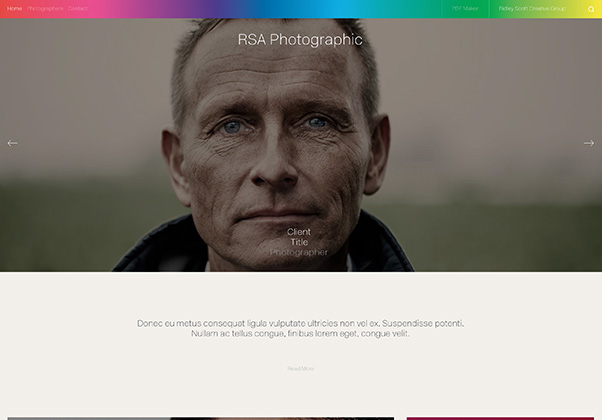 Home Photographers Contact
PDF Maker
Ridley Scott Creative Group
RSA Photographic
Client
Title
Photographer
Donec eu metus consequat ligula vulputate ultricies non vel ex. Suspendisse potenti.
Nullam ac tellus congue, finibus lorem eget, congue velit.
Read More